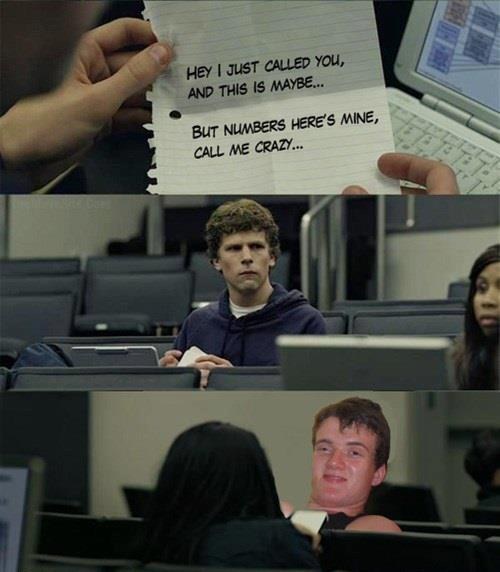 HEY I JUST CALLED YOU,
AND THIS IS MAYBE...
BUT NUMBERS HERE'S MINE,
CALL ME CRAZY...